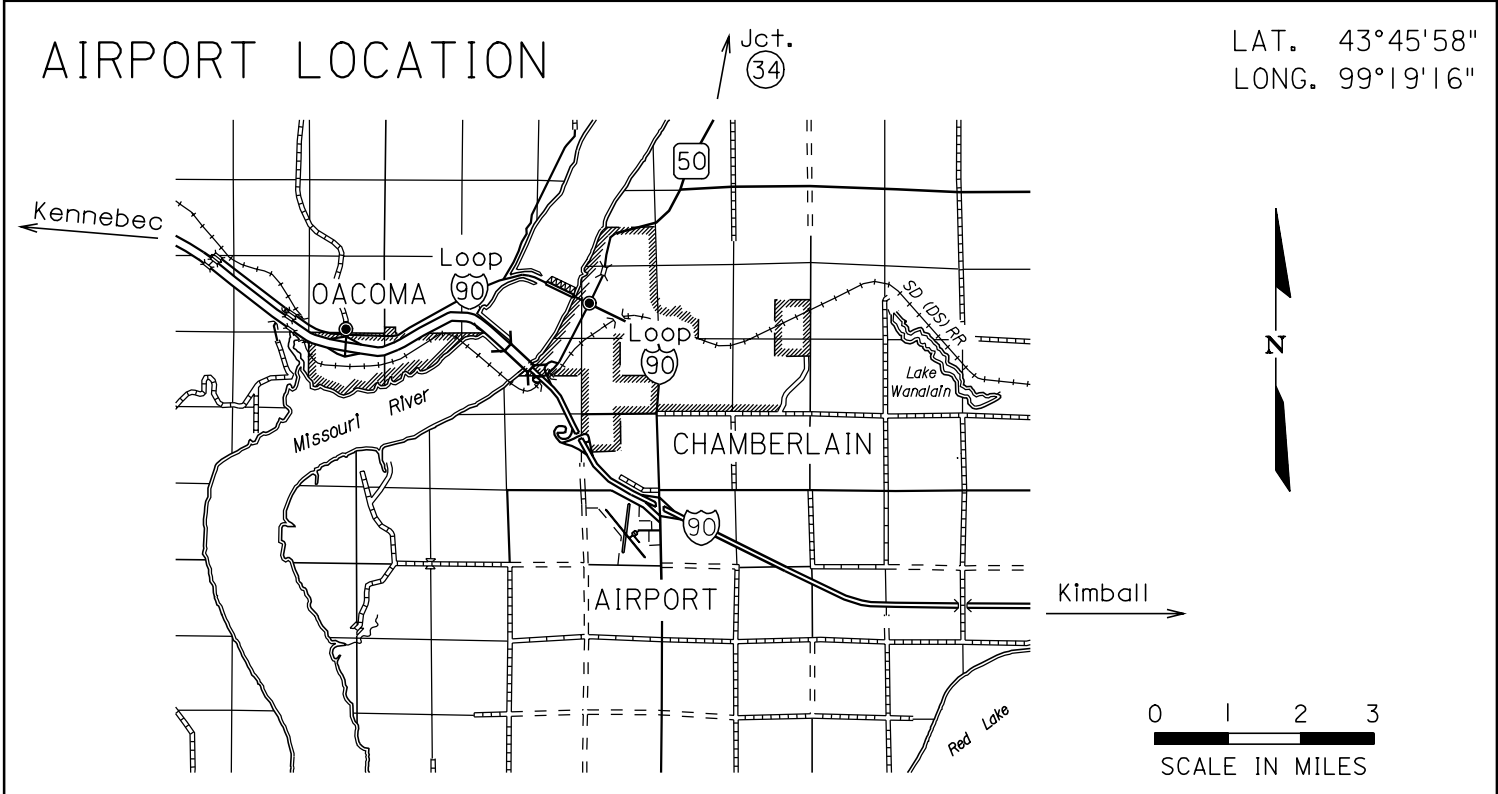 AIRPORT LOCATION
Jct.
34
LAT. 43°45'58"
LONG. 99°19'16"
50
Kennebec
Loop
90
OACOMA
SD (DS) RR
Loop
90
N
Lake
Wanalain
Missouri River
CHAMBERLAIN
90
AIRPORT
Kimball
Red Lake
0 1 2 3
SCALE IN MILES